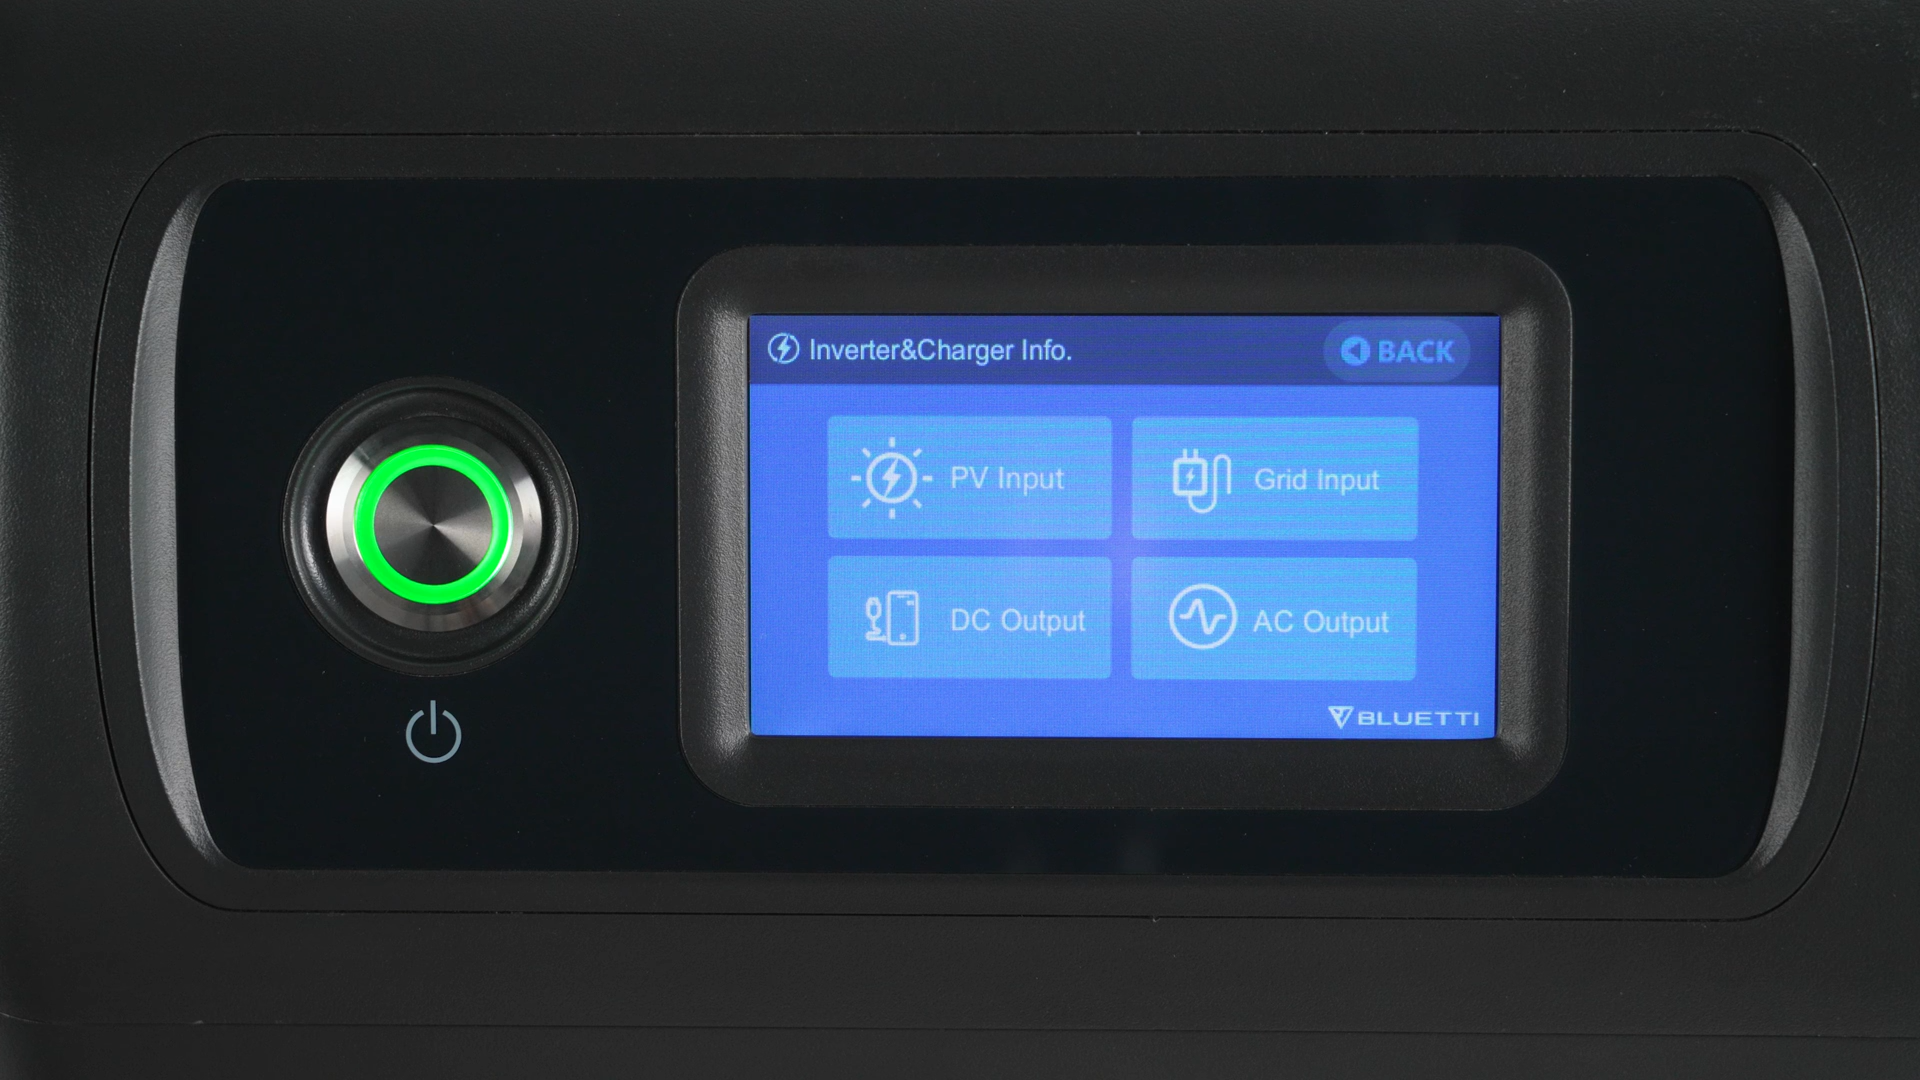 Inverter&Charger Info.
BACK
PV Input
Grid Input
DC Output
AC Output
BLUETTI